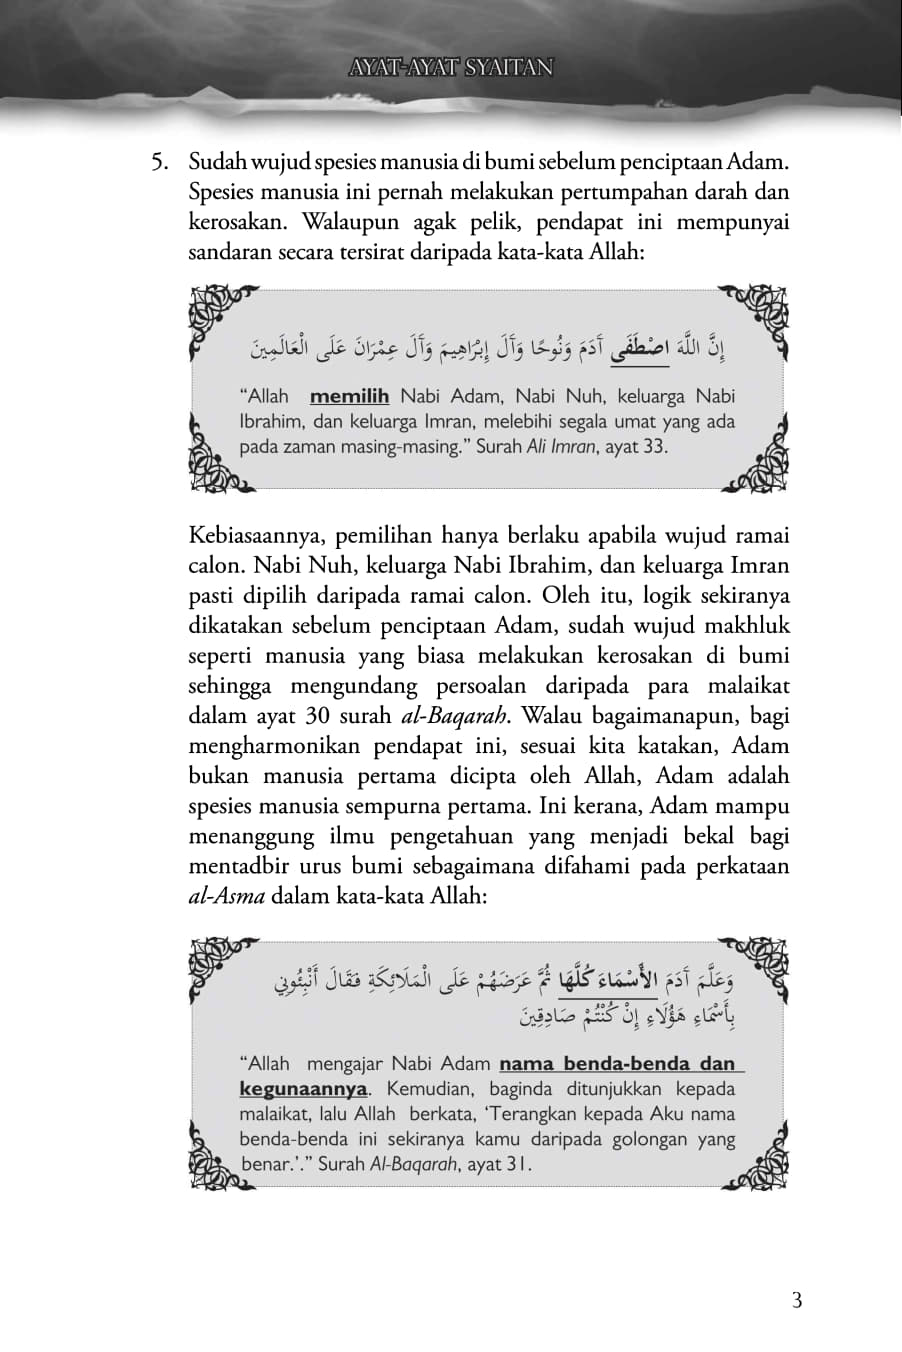 AYAT-AYAT SYAITAN
5. Sudah wujud spesies manusia di bumi sebelum penciptaan Adam.
Spesies manusia ini pernah melakukan pertumpahan darah dan
kerosakan. Walaupun agak pelik, pendapat ini mempunyai
sandaran secara tersirat daripada kata-kata Allah:
إِنَّ اللَّهَ اصْطَفَى آدَمَ وَنُوحًا وَآلَ إِبْرَاهِيمَ وَآلَ عِمْرَانَ عَلَى الْعَالَمِينَ
“Allah memilih Nabi Adam, Nabi Nuh, keluarga Nabi
Ibrahim, dan keluarga Imran, melebihi segala umat yang ada
pada zaman masing-masing.” Surah Ali Imran, ayat 33.
Kebiasaannya, pemilihan hanya berlaku apabila wujud ramai
calon. Nabi Nuh, keluarga Nabi Ibrahim, dan keluarga Imran
pasti dipilih daripada ramai calon. Oleh itu, logik sekiranya
dikatakan sebelum penciptaan Adam, sudah wujud makhluk
seperti manusia yang biasa melakukan kerosakan di bumi
sehingga mengundang persoalan daripada para malaikat
dalam ayat 30 surah al-Baqarah. Walau bagaimanapun, bagi
mengharmonikan pendapat ini, sesuai kita katakan, Adam
bukan manusia pertama dicipta oleh Allah, Adam adalah
spesies manusia sempurna pertama. Ini kerana, Adam mampu
menanggung ilmu pengetahuan yang menjadi bekal bagi
mentadbir urus bumi sebagaimana difahami pada perkataan
al-Asma dalam kata-kata Allah:
وَعَلَّمَ آدَمَ الْأَسْمَاءَ كُلَّهَا ثُمَّ عَرَضَهُمْ عَلَى الْمَلَائِكَةِ فَقَالَ أَنْبِئُونِي
بِأَسْمَاءِ هَؤُلَاءِ إِنْ كُنْتُمْ صَادِقِينَ
“Allah mengajar Nabi Adam nama benda-benda dan
kegunaannya. Kemudian, baginda ditunjukkan kepada
malaikat, lalu Allah berkata, ‘Terangkan kepada Aku nama
benda-benda ini sekiranya kamu daripada golongan yang
benar.’.” Surah Al-Baqarah, ayat 31.
3